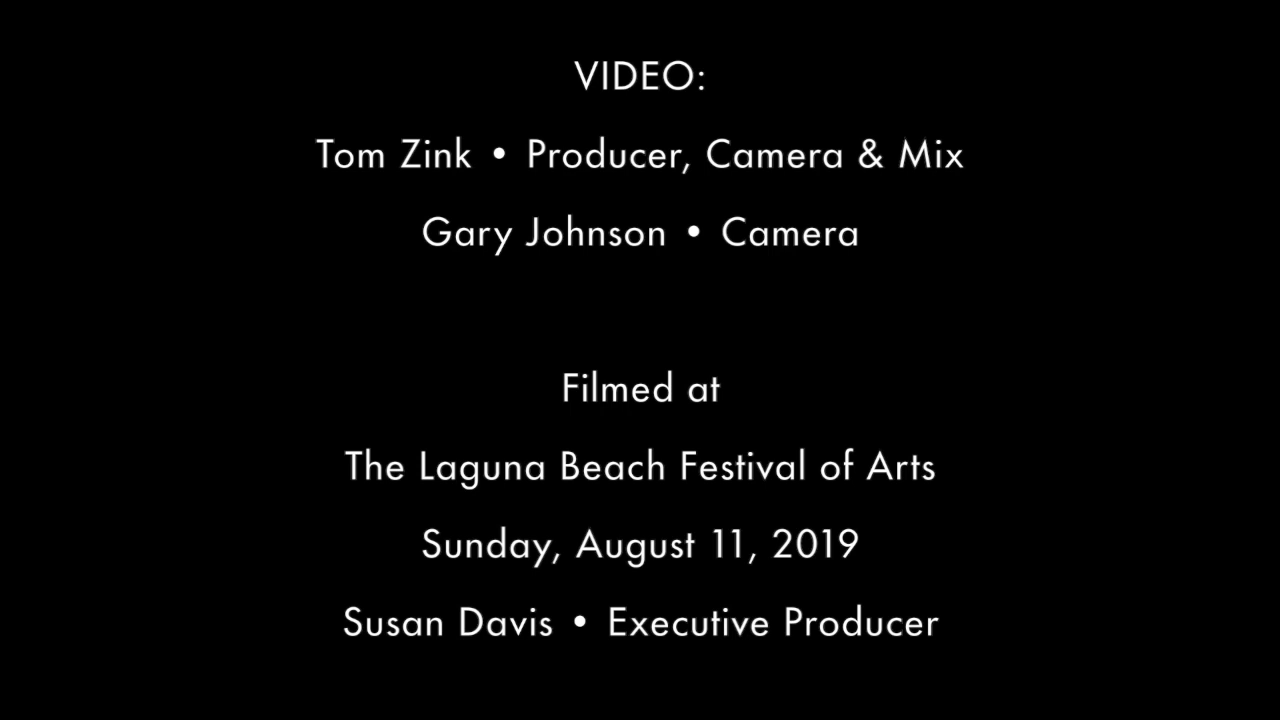 VIDEO:
Tom Zink • Producer, Camera & Mix
Gary Johnson • Camera
Filmed at
The Laguna Beach Festival of Arts
Sunday, August 11, 2019
Susan Davis • Executive Producer